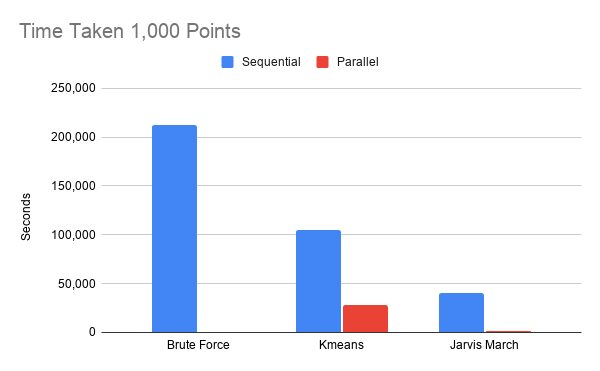 Time Taken 1,000 Points
Sequential Parallel
250,000
200,000
150,000
100,000
50,000
0
Seconds
Brute Force Kmeans Jarvis March